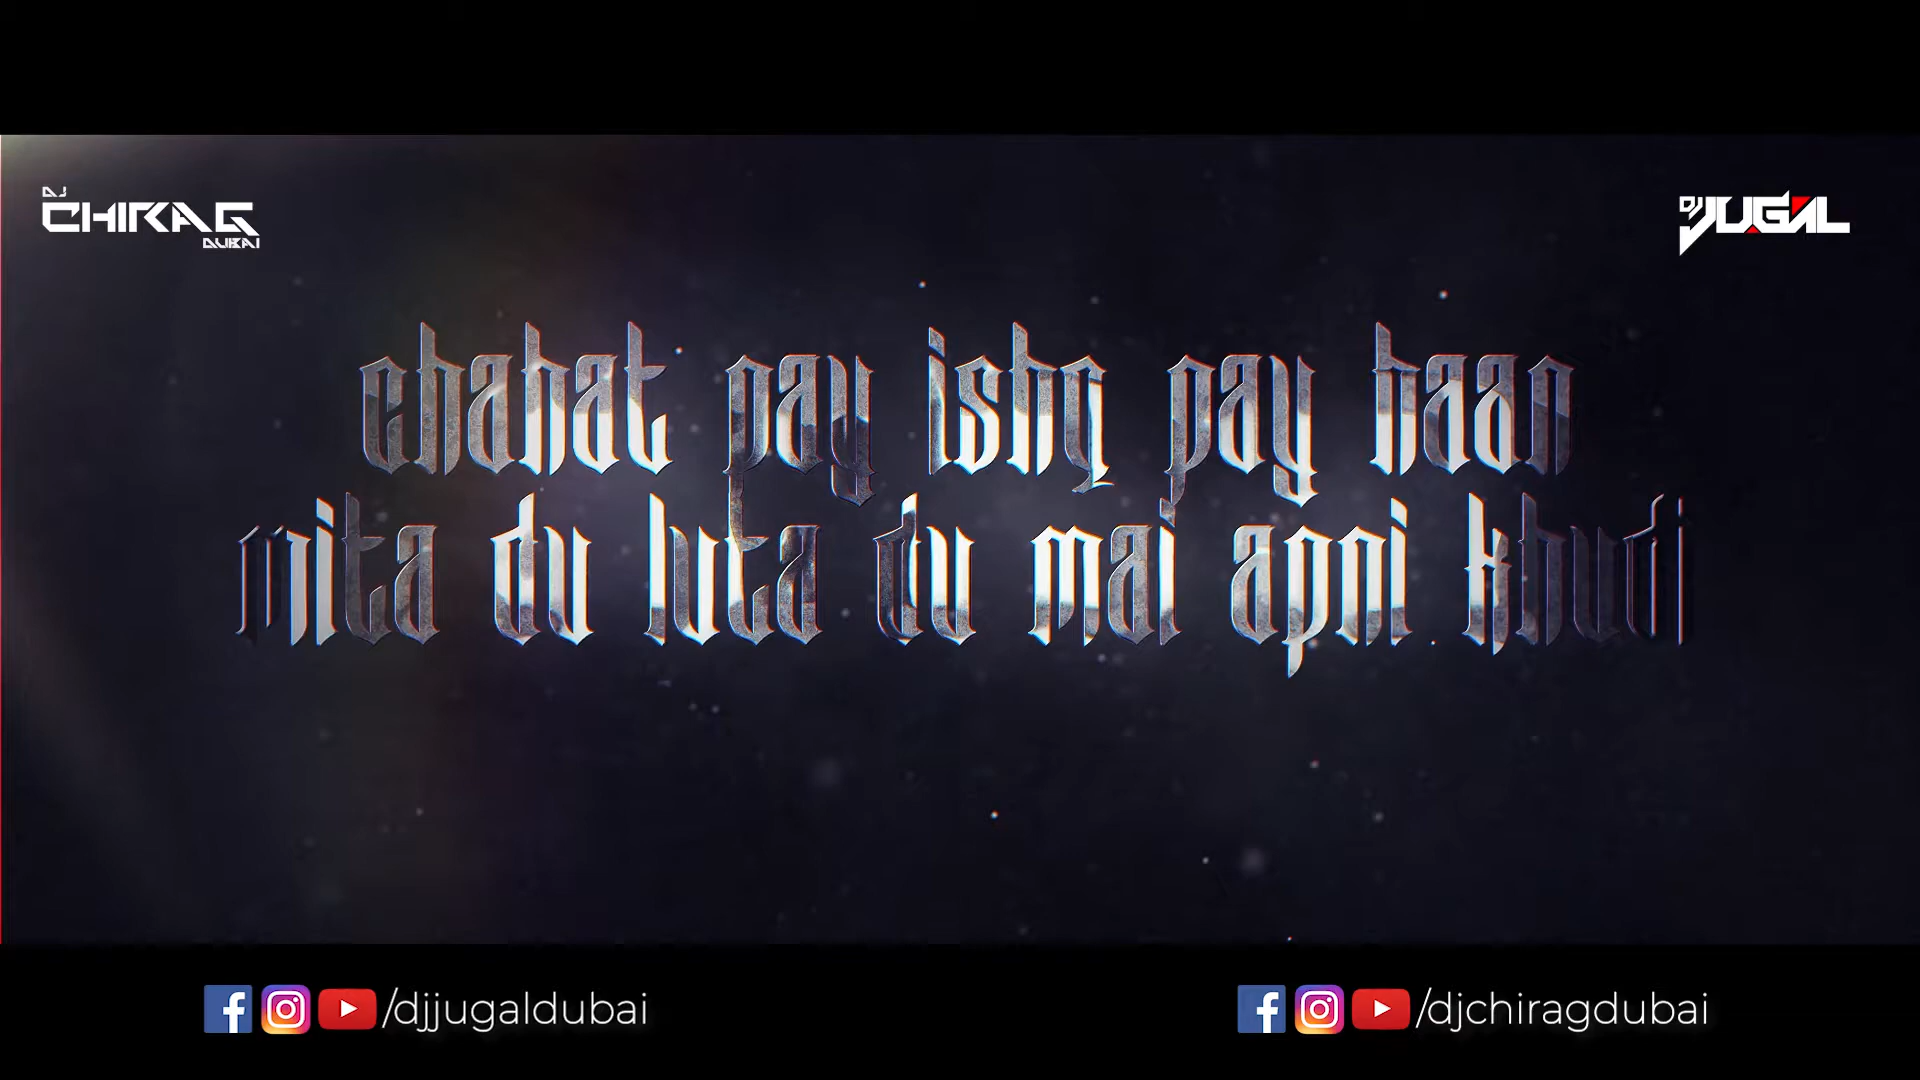 DJ
CHIRAG
DUBAI
DJ JUGAL
chahat pay ishq pay haan
mita du luta du mai apni khudi
/djjugaldubai
/djchiragdubai